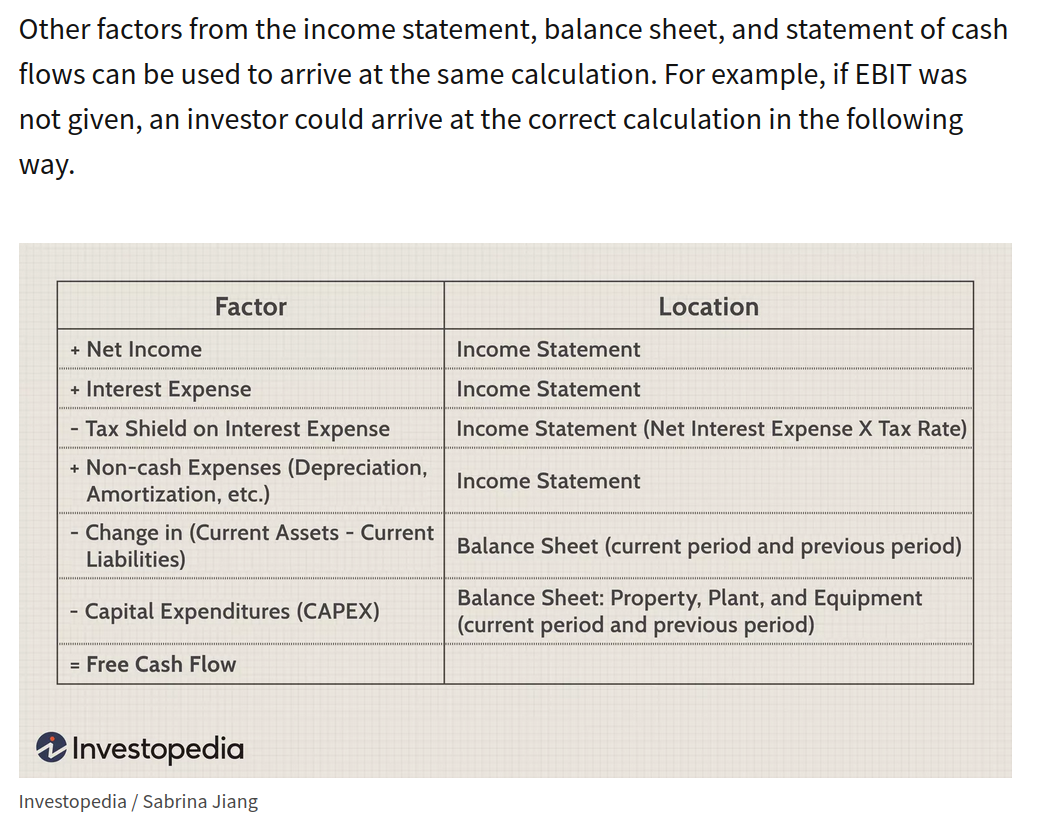 Other factors from the income statement, balance sheet, and statement of cash
flows can be used to arrive at the same calculation. For example, if EBIT was
not given, an investor could arrive at the correct calculation in the following
way.
Factor
Location
+ Net Income
Income Statement
+ Interest Expense
Income Statement
- Tax Shield on Interest Expense
Income Statement (Net Interest Expense X Tax Rate)
+ Non-cash Expenses (Depreciation,
Amortization, etc.)
Income Statement
- Change in (Current Assets - Current
Liabilities)
Balance Sheet (current period and previous period)
- Capital Expenditures (CAPEX)
Balance Sheet: Property, Plant, and Equipment
(current period and previous period)
= Free Cash Flow
Investopedia
Investopedia / Sabrina Jiang